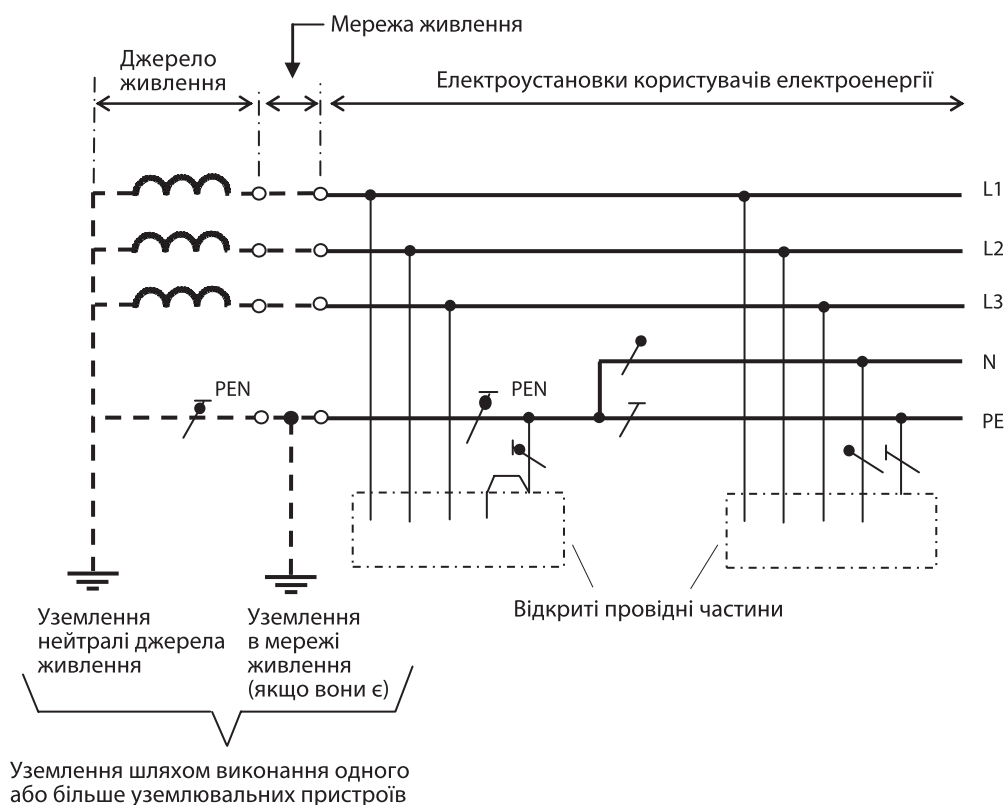 Мережа живлення
Джерело
живлення
Електроустановки користувачів електроенергії
L1
L2
L3
N
PEN
PEN
PE
Відкриті провідні частини
Уземлення
нейтралі джерела
живлення
Уземлення
в мережі
живлення
(якщо вони є)
Уземлення шляхом виконання одного
або більше уземлювальних пристроїв